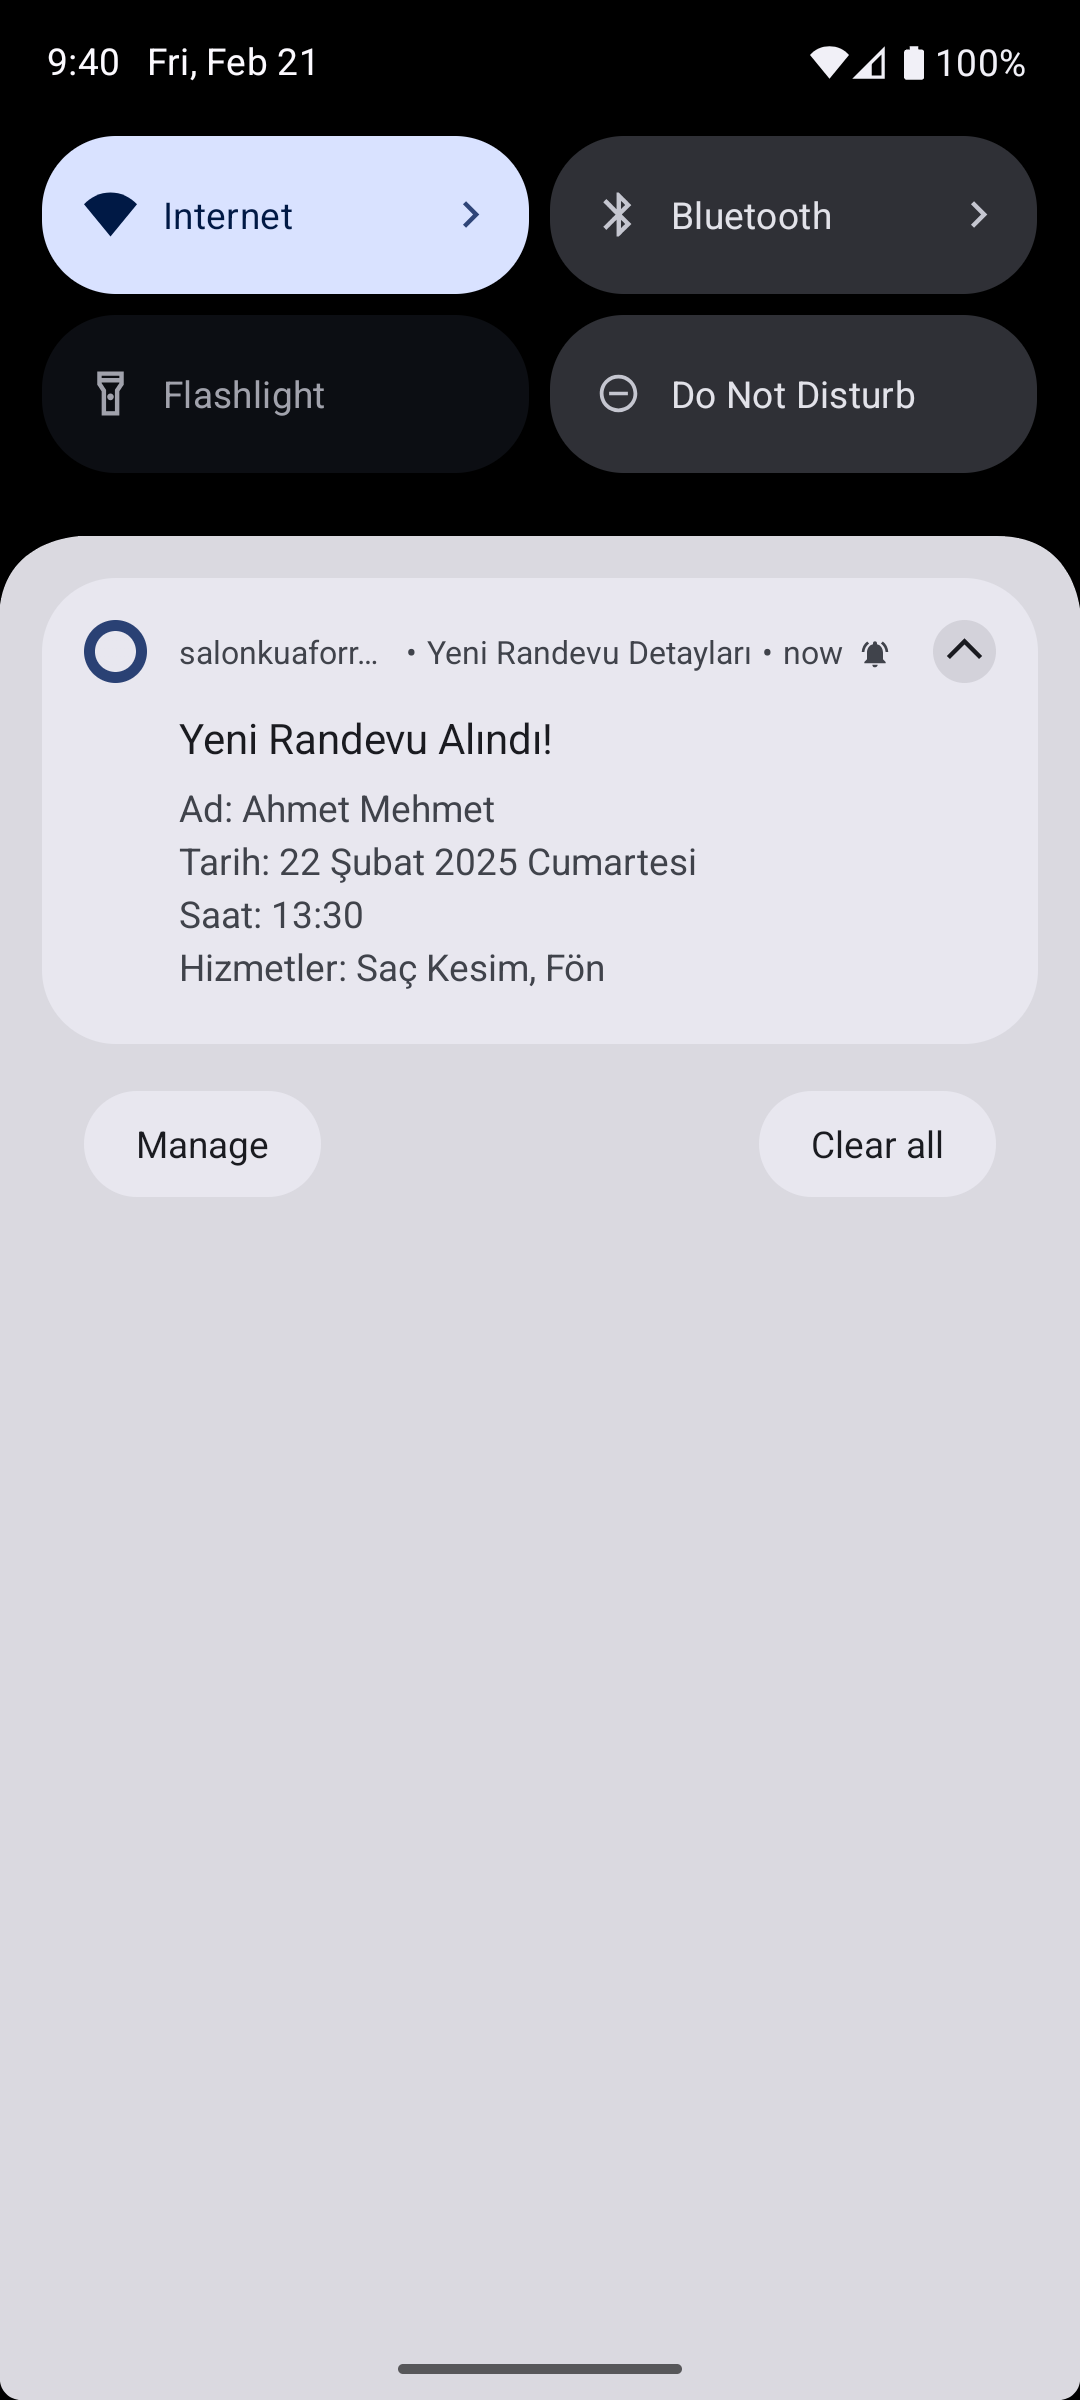 9:40 Fri, Feb 21 100%
Internet
Bluetooth
Flashlight
Do Not Disturb
salonkuaforr... • Yeni Randevu Detayları • now
Yeni Randevu Alındı!
Ad: Ahmet Mehmet
Tarih: 22 Şubat 2025 Cumartesi
Saat: 13:30
Hizmetler: Saç Kesim, Fön
Manage
Clear all